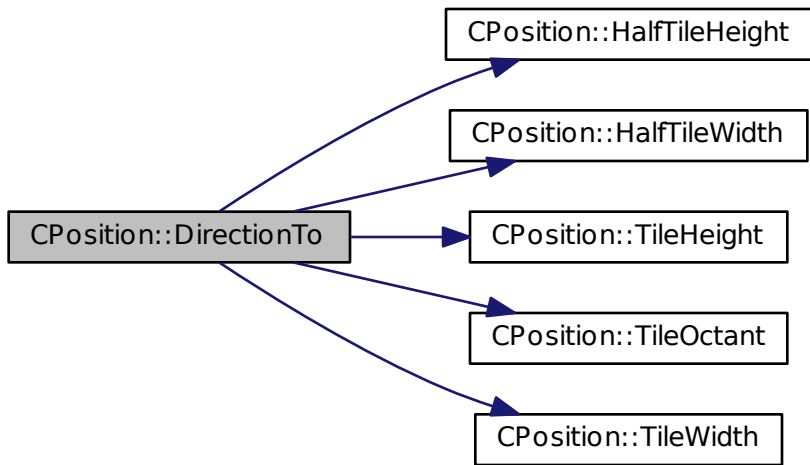 CPosition::HalfTileHeight
CPosition::HalfTileWidth
CPosition::DirectionTo
CPosition::TileHeight
CPosition::TileOctant
CPosition::TileWidth